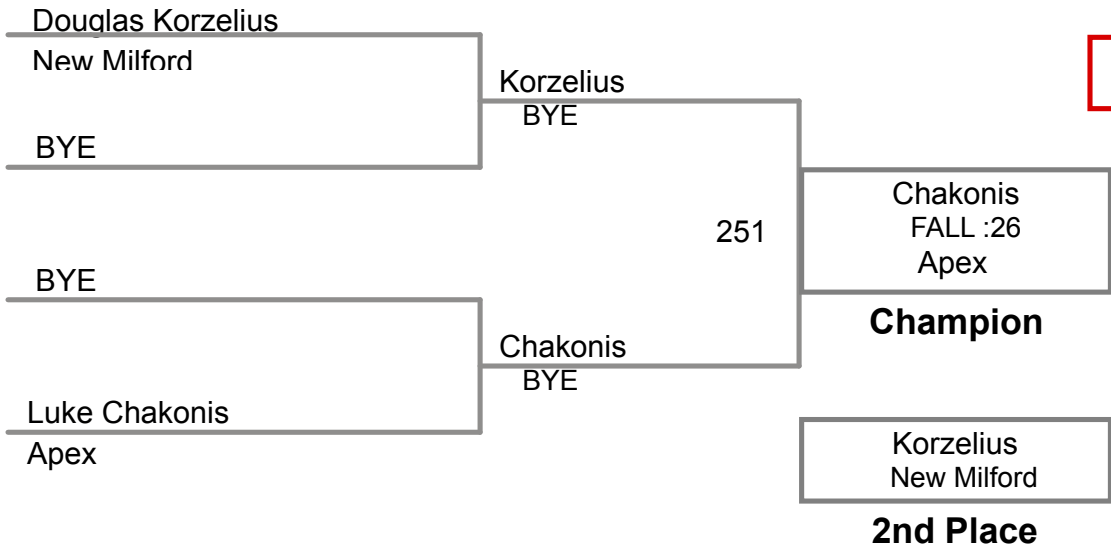 Douglas Korzelius
New Milford
BYE
BYE
Luke Chakonis
Apex
Korzelius
BYE
Chakonis
BYE
251
Chakonis
FALL :26
Apex
Champion
Korzelius
New Milford
2nd Place